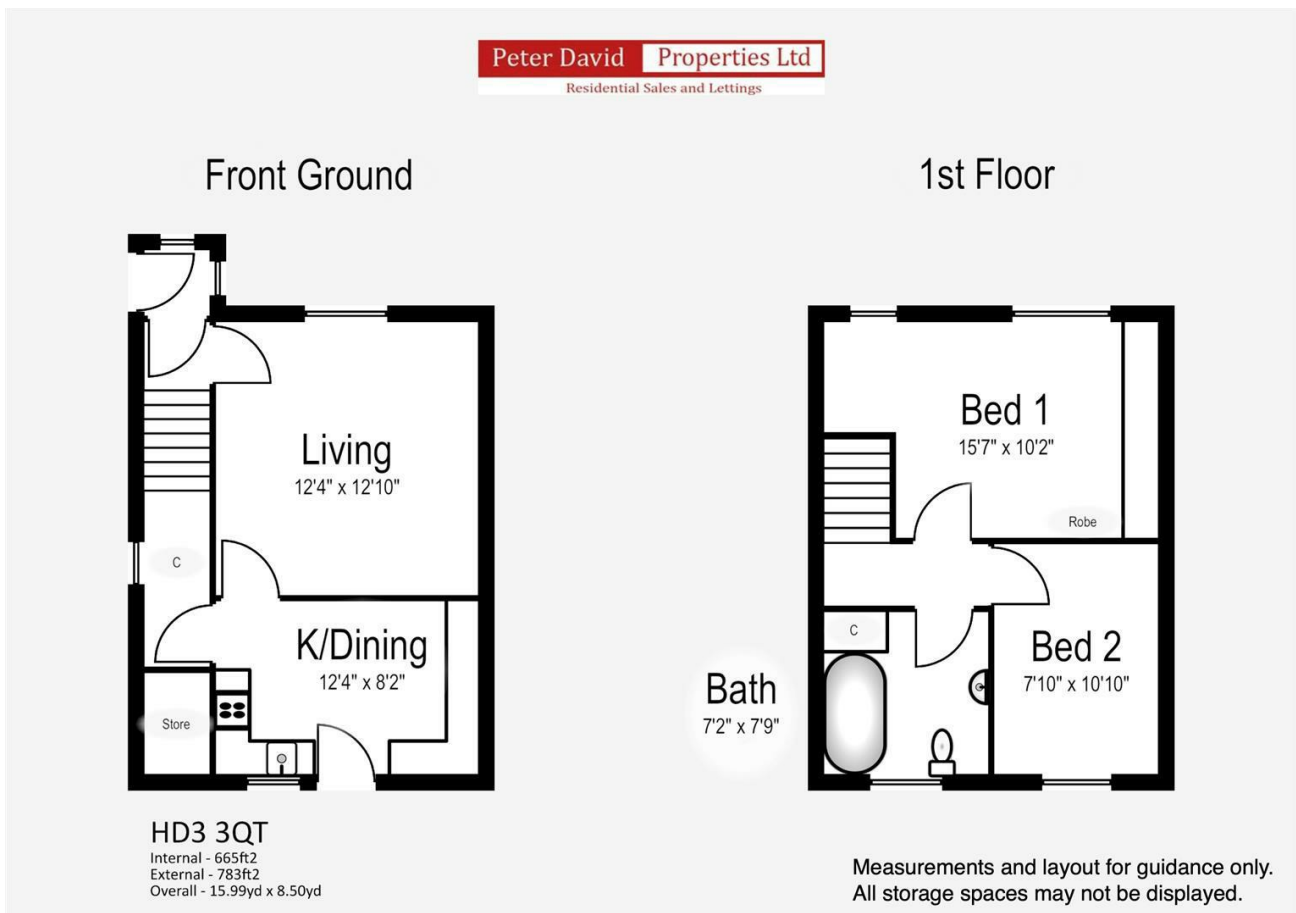 Peter David Properties Ltd
Residential Sales and Lettings
Front Ground
1st Floor
Living
12'4" x 12'10"
C
K/Dining
12'4" x 8'2"
Store
Bed 1
15'7" x 10'2"
Robe
C
Bed 2
7'10" x 10'10"
Bath
7'2" x 7'9"
HD3 3QT
Internal - 665ft2
External - 783ft2
Overall - 15.99yd x 8.50yd
Measurements and layout for guidance only.
All storage spaces may not be displayed.